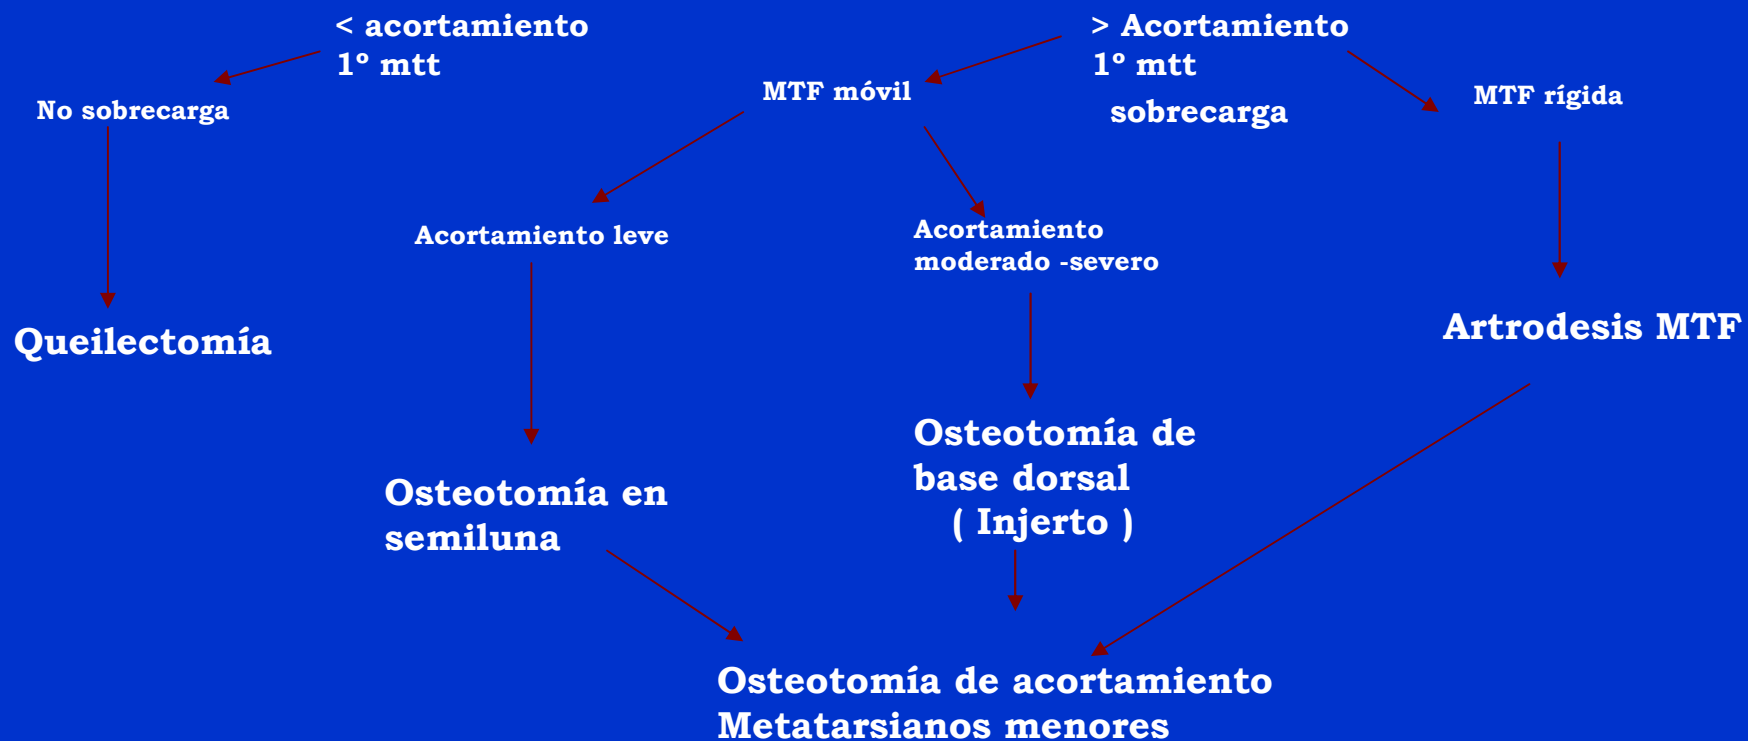 < acortamiento
1º mtt
> Acortamiento
1º mtt
sobrecarga
No sobrecarga
MTF móvil
MTF rígida
Acortamiento leve
Acortamiento
moderado -severo
Queilectomía
Artrodesis MTF
Osteotomía en
semiluna
Osteotomía de
base dorsal
( Injerto )
Osteotomía de acortamiento
Metatarsianos menores